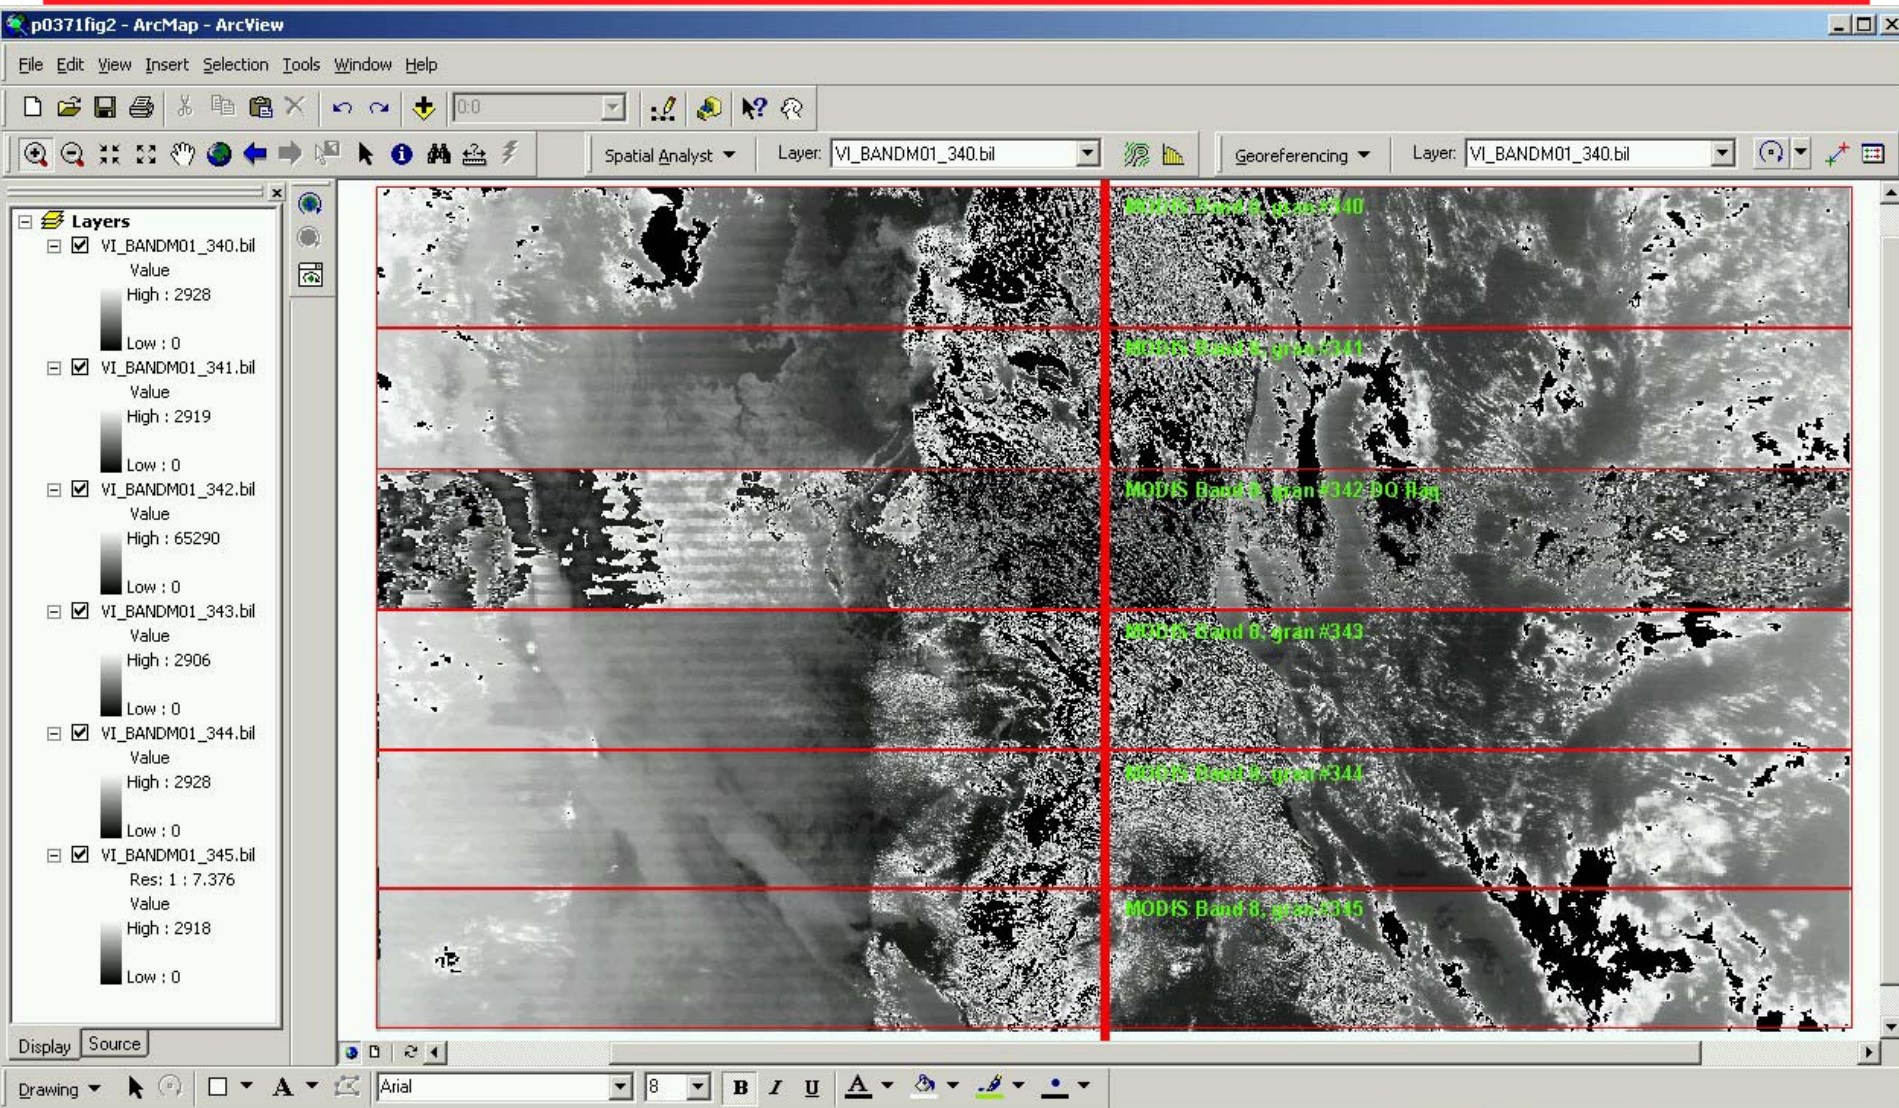 p0371fig2 - ArcMap - ArcView
File Edit View Insert Selection Tools Window Help
0:0
Spatial Analyst Layer: VI_BANDM01_340.bil Georeferencing Layer: VI_BANDM01_340.bil
Layers
VI_BANDM01_340.bil
Value
High : 2928
Low : 0
VI_BANDM01_341.bil
Value
High : 2919
Low : 0
VI_BANDM01_342.bil
Value
High : 65290
Low : 0
VI_BANDM01_343.bil
Value
High : 2906
Low : 0
VI_BANDM01_344.bil
Value
High : 2928
Low : 0
VI_BANDM01_345.bil
Res: 1 : 7.376
Value
High : 2918
Low : 0
Display Source
MODIS Band 8, gran #340
MODIS Band 8, gran #341
MODIS Band 8, gran #342 DQ flag
MODIS Band 8, gran #343
MODIS Band 8, gran #344
MODIS Band 8, gran #345
Drawing A Arial 8 B I U A